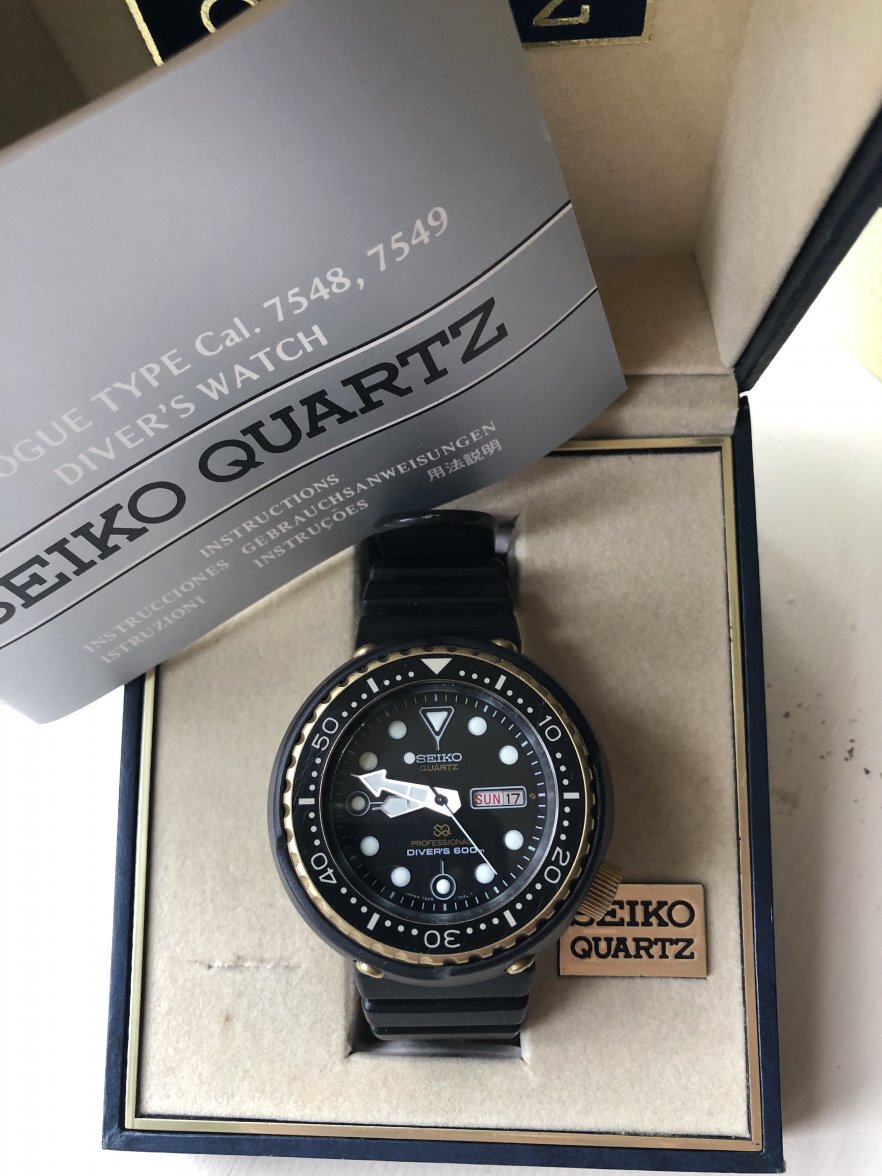 Z
OGUE TYPE Cal. 7548, 7549
DIVER'S WATCH
SEIKO QUARTZ
INSTRUCTIONS
INSTRUCCIONES GEBRAUCHSANWEISUNGEN
ISTRUZIONI INSTRUÇÕES 用法説明
50
10
40
20
30
SEIKO
QUARTZ
SUN 17
SQ
PROFESSIONAL
DIVER'S 600m
SEIKO
QUARTZ